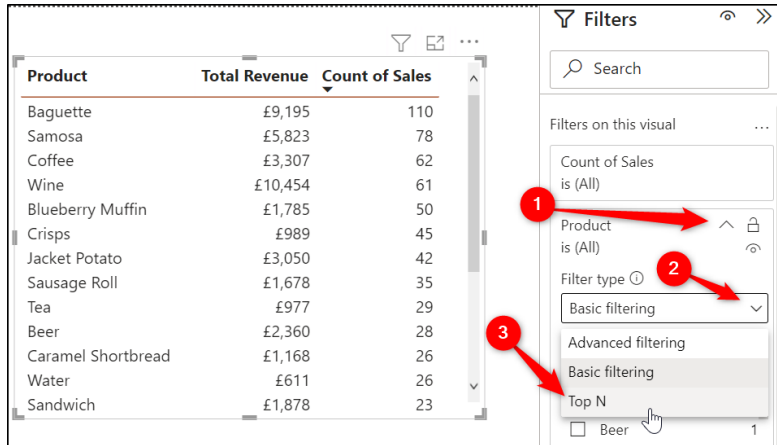 Product Total Revenue Count of Sales
Baguette £9,195 110
Samosa £5,823 78
Coffee £3,307 62
Wine £10,454 61
Blueberry Muffin £1,785 50
Crisps £989 45
Jacket Potato £3,050 42
Sausage Roll £1,678 35
Tea £977 29
Beer £2,360 28
Caramel Shortbread £1,168 26
Water £611 26
Sandwich £1,878 23
Filters
Search
Filters on this visual
Count of Sales
is (All)
1
Product
is (All)
2
Filter type
Basic filtering
3
Advanced filtering
Basic filtering
Top N
Beer 1